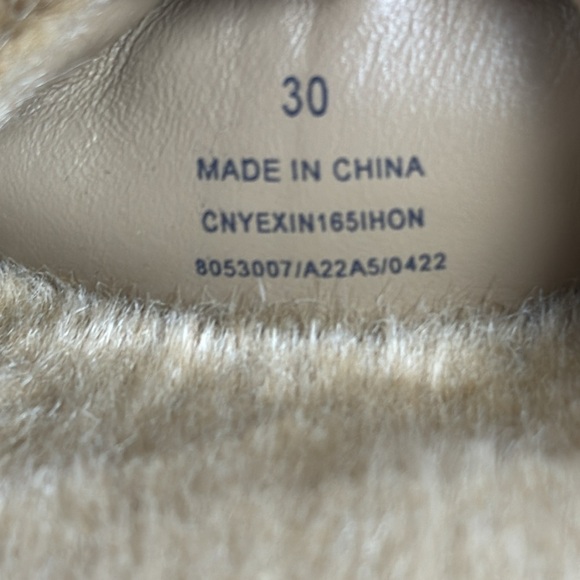 30
MADE IN CHINA
CNYEXIN165IHON
8053007/A22A5/0422